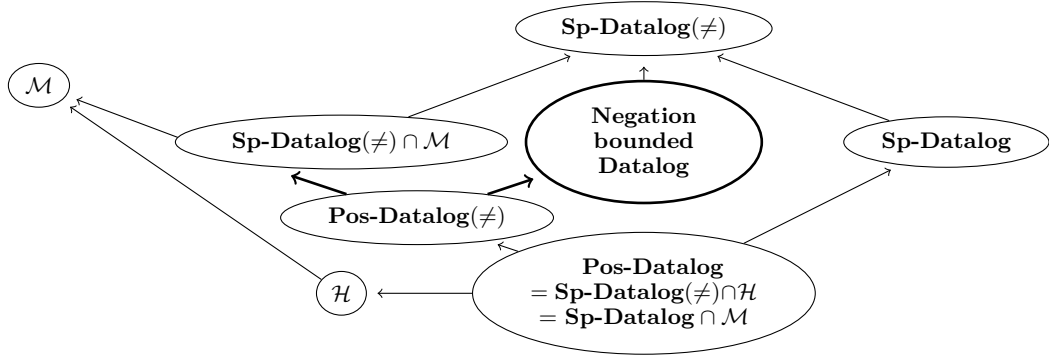 Sp-Datalog(≠)
ℳ
Negation
bounded
Datalog
Sp-Datalog(≠) ∩ ℳ
Sp-Datalog
Pos-Datalog(≠)
Pos-Datalog
= Sp-Datalog(≠)∩ℋ
= Sp-Datalog ∩ ℳ
ℋ